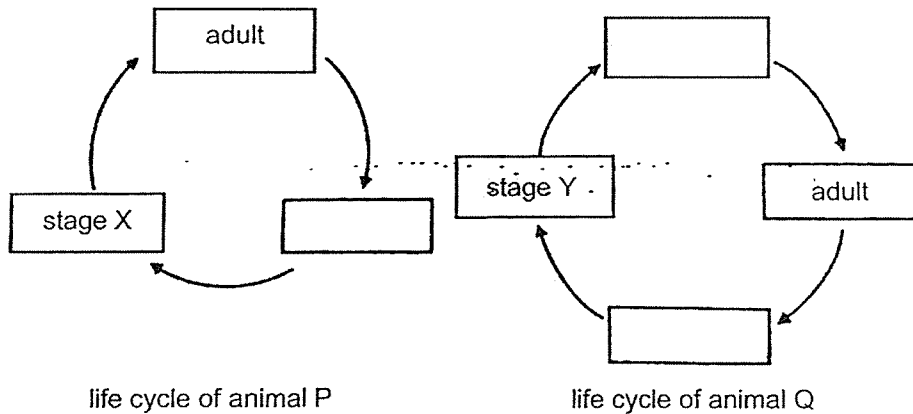 adult
stage X
life cycle of animal P
stage Y
adult
life cycle of animal Q